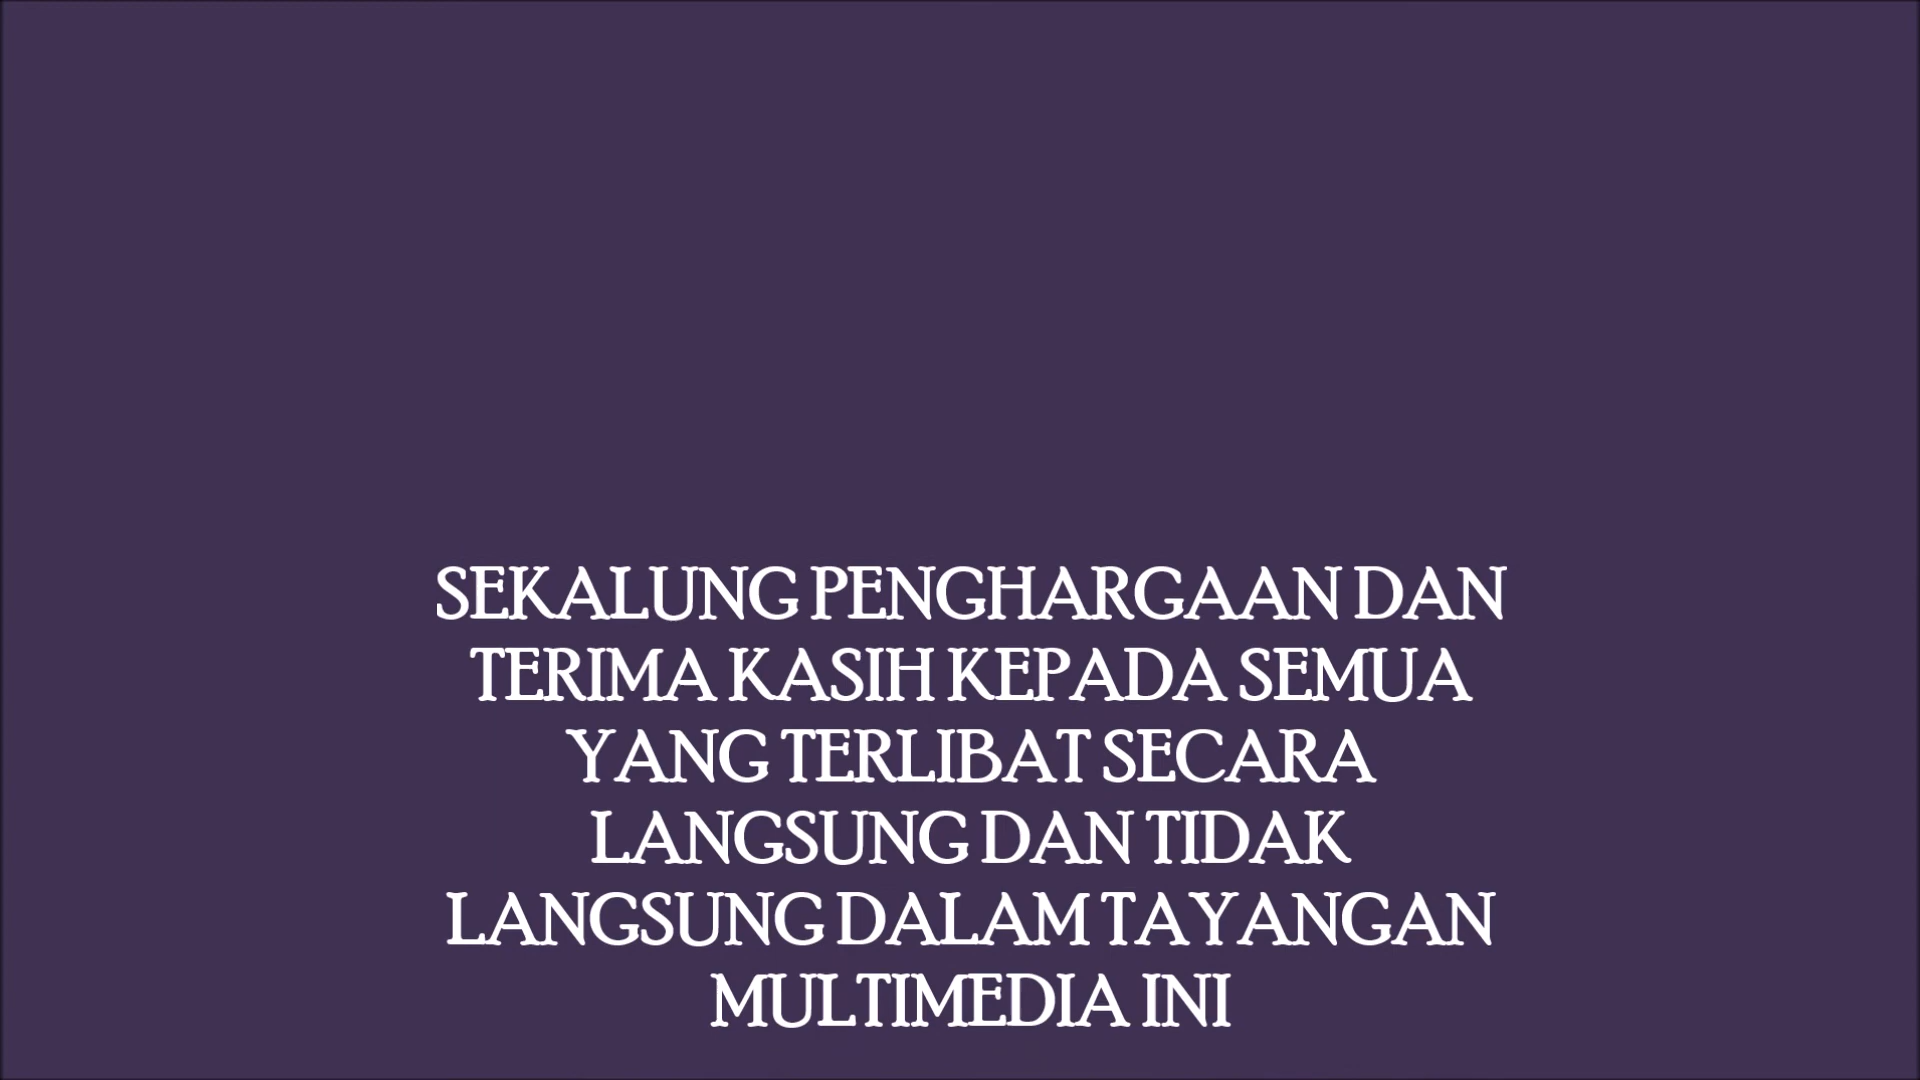 SEKALUNG PENGHARGAAN DAN
TERIMA KASIH KEPADA SEMUA
YANG TERLIBAT SECARA
LANGSUNG DAN TIDAK
LANGSUNG DALAM TAYANGAN
MULTIMEDIA INI